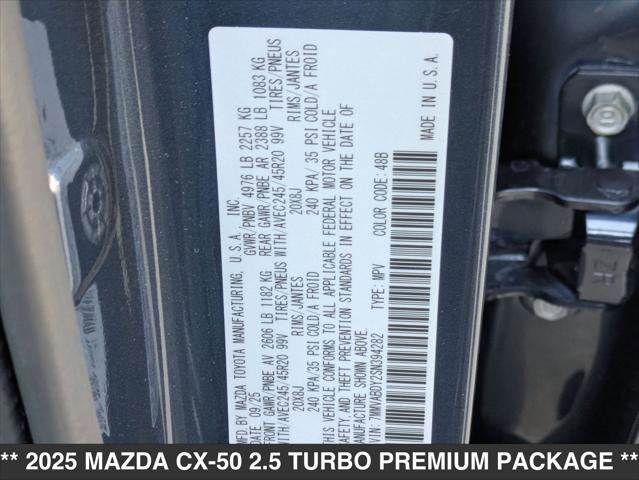 MFD.BY MAZDA TOYOTA MANUFACTURING, U.S.A. INC.
DATE 09/25 GVWR/PNBV 4976 LB 2257 KG
FRONT GAWR/PNBE AV 2606 LB 1182 KG REAR GAWR/PNBE AR 2388 LB 1083 KG
WITH/AVEC245/45R20 99V TIRES/PNEUS WITH/AVEC245/45R20 99V TIRES/PNEUS
20X8J RIMS/JANTES 20X8J RIMS/JANTES
240 KPA/35 PSI COLD/A FROID 240 KPA/ 35 PSI COLD/A FROID
THIS VEHICLE CONFORMS TO ALL APPLICABLE FEDERAL MOTOR VEHICLE
SAFETY AND THEFT PREVENTION STANDARDS IN EFFECT ON THE DATE OF
MANUFACTURE SHOWN ABOVE.
VIN: 7MMVABDY2SN394282 TYPE: MPV COLOR CODE: 48B
MADE IN U.S.A.
** 2025 MAZDA CX-50 2.5 TURBO PREMIUM PACKAGE **